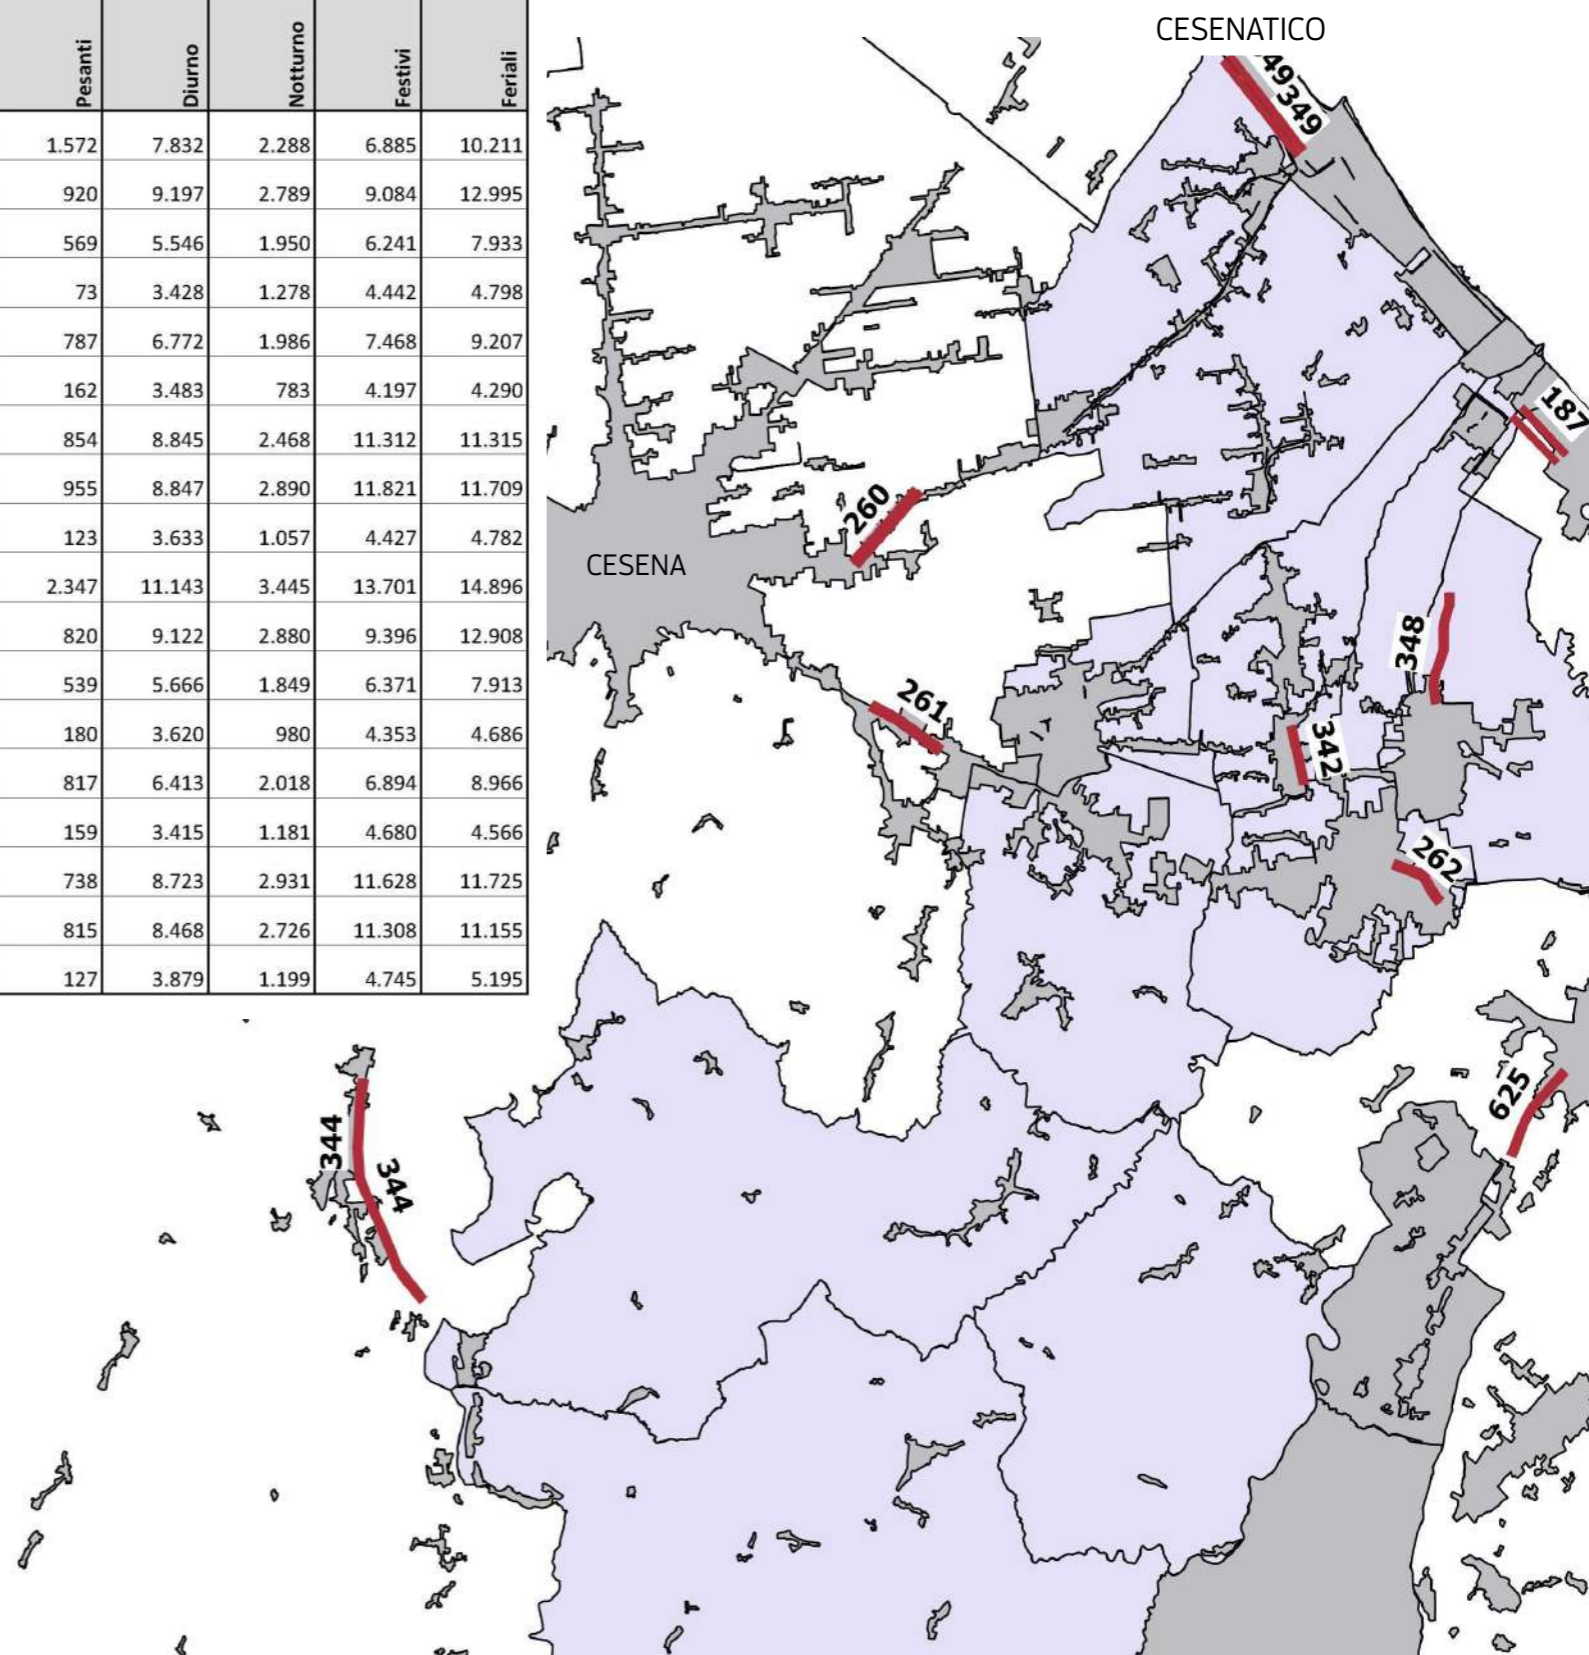 Pesanti Diurno Notturno Festivi Feriali
1.572 7.832 2.288 6.885 10.211
920 9.197 2.789 9.084 12.995
569 5.546 1.950 6.241 7.933
73 3.428 1.278 4.442 4.798
787 6.772 1.986 7.468 9.207
162 3.483 783 4.197 4.290
854 8.845 2.468 11.312 11.315
955 8.847 2.890 11.821 11.709
123 3.633 1.057 4.427 4.782
2.347 11.143 3.445 13.701 14.896
820 9.122 2.880 9.396 12.908
539 5.666 1.849 6.371 7.913
180 3.620 980 4.353 4.686
817 6.413 2.018 6.894 8.966
159 3.415 1.181 4.680 4.566
738 8.723 2.931 11.628 11.725
815 8.468 2.726 11.308 11.155
127 3.879 1.199 4.745 5.195
CESENATICO
49
349
187
260
CESENA
348
261
342
262
625
344
344